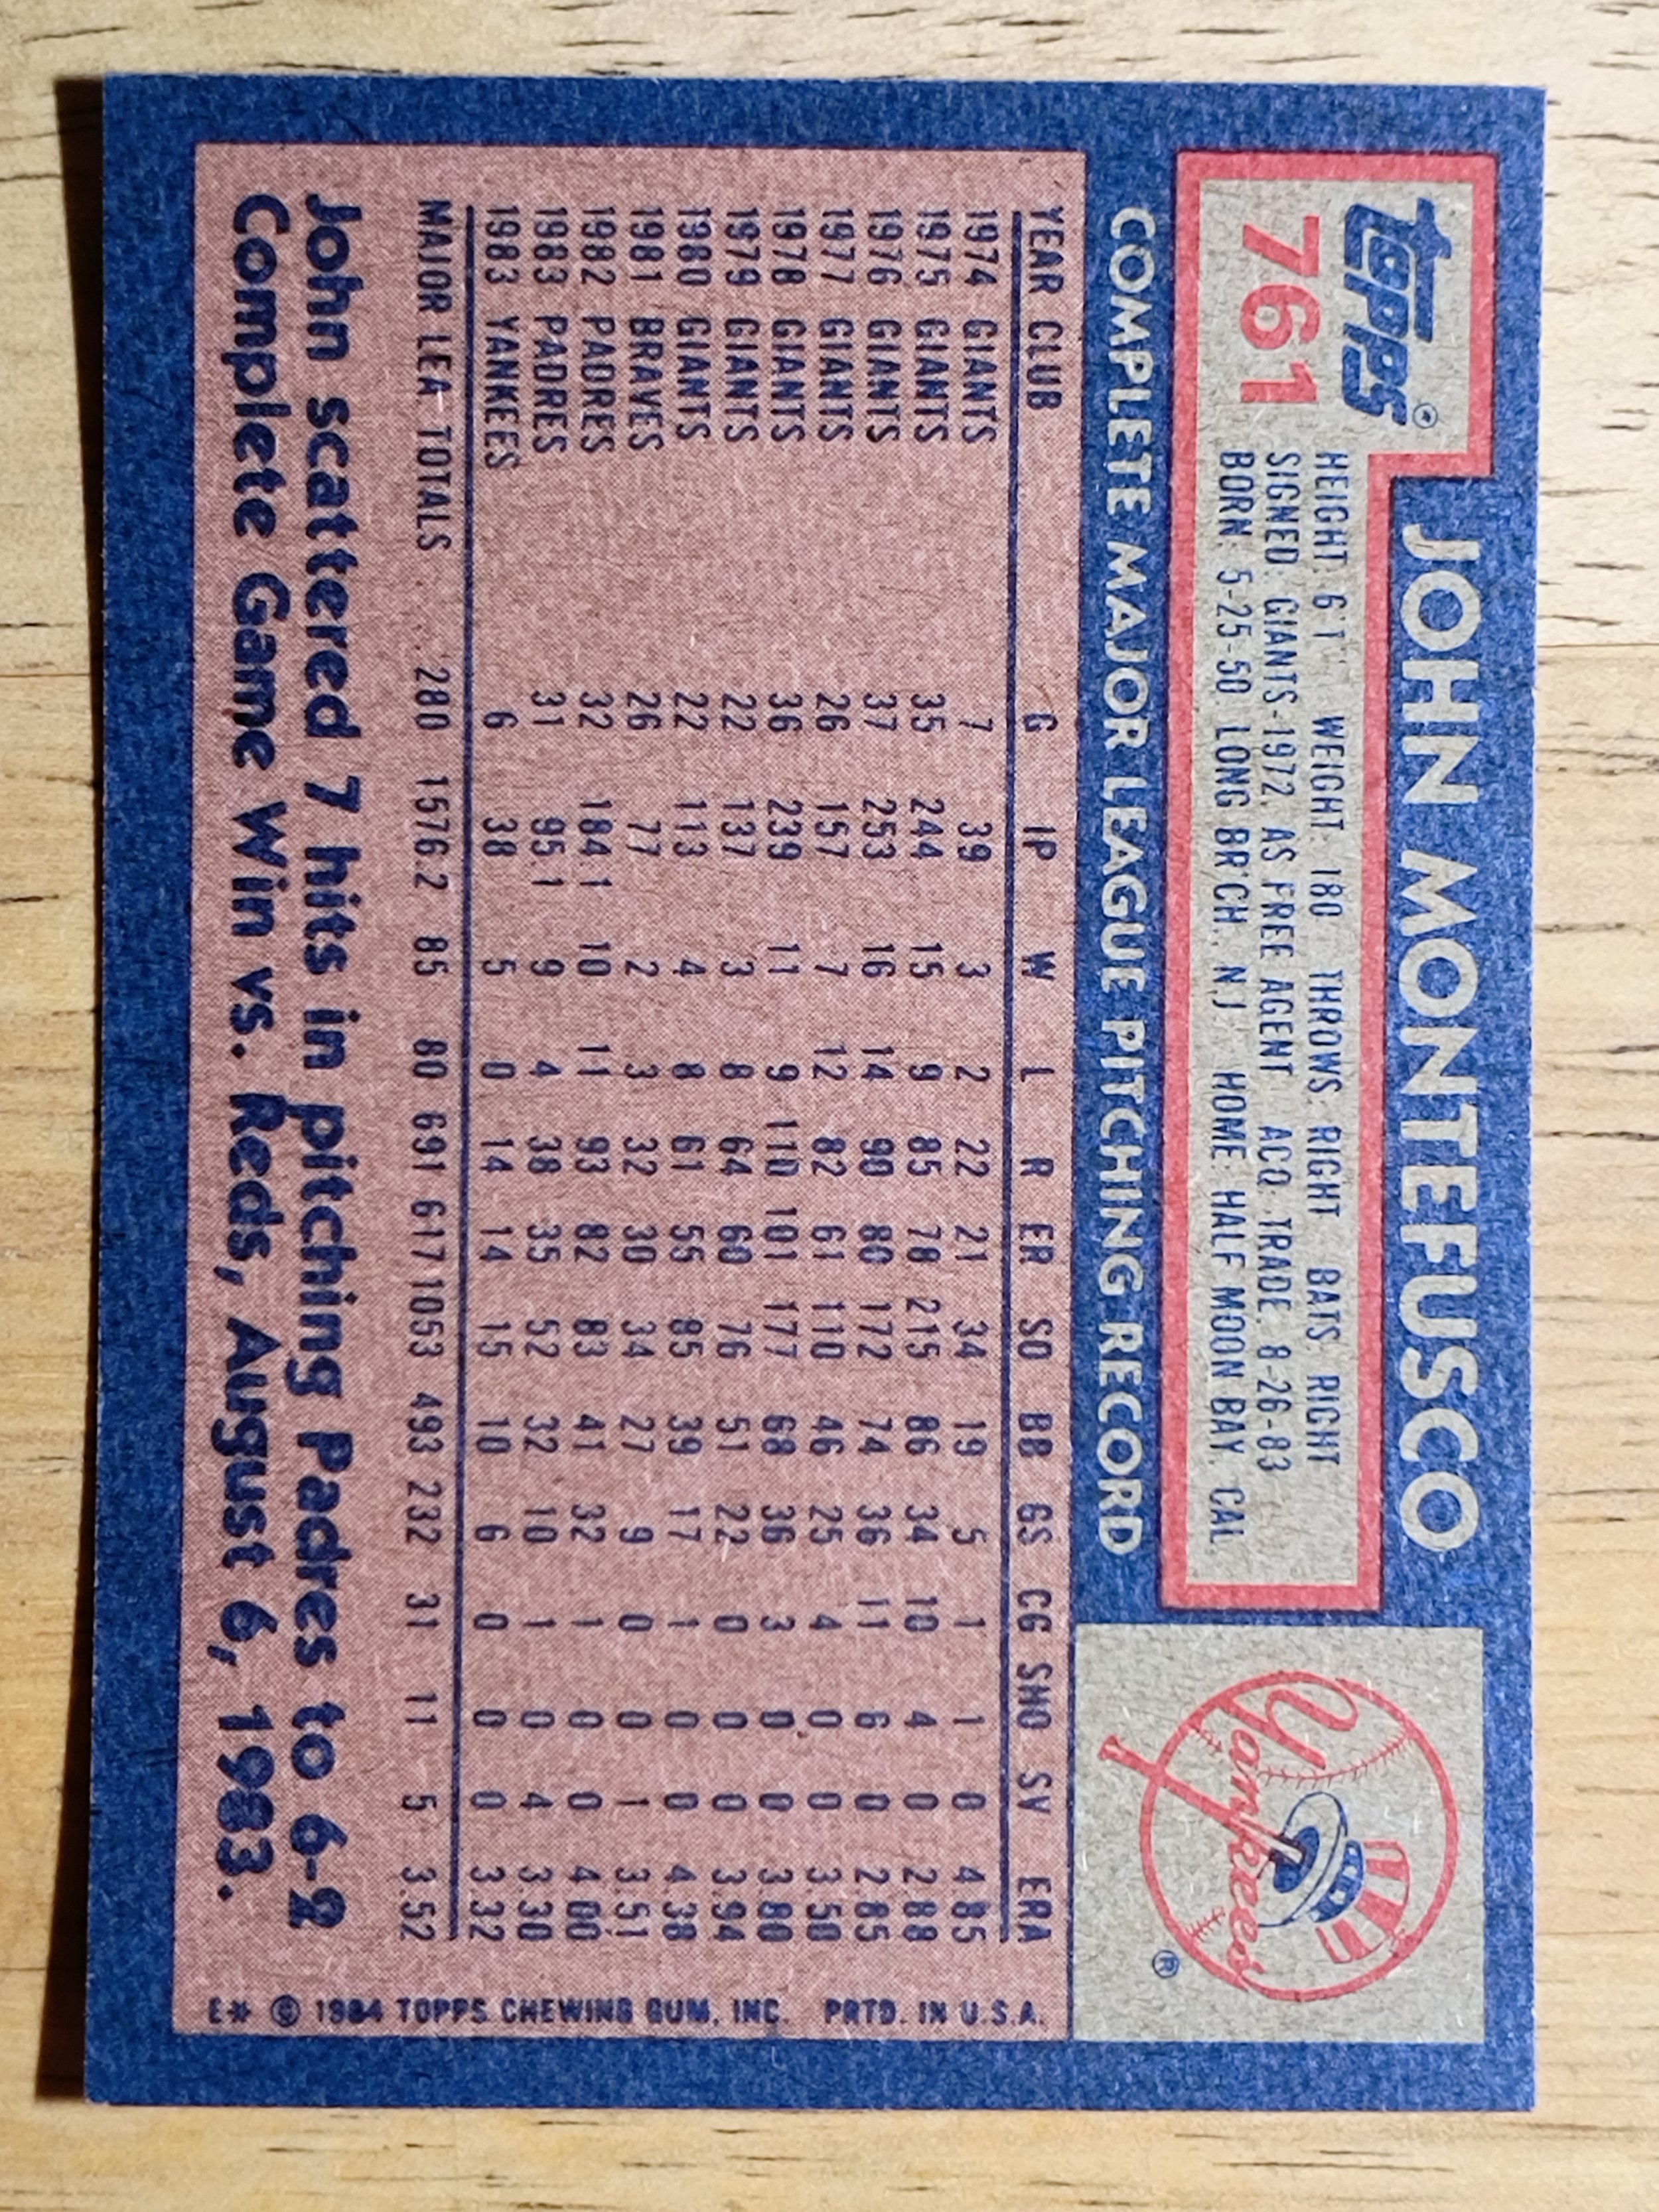 topps©
761
JOHN MONTEFUSCO
HEIGHT: 6'1" WEIGHT: 180 THROWS: RIGHT BATS: RIGHT
SIGNED: GIANTS-1972, AS FREE AGENT ACQ: TRADE, 8-26-83
BORN: 5-25-50, LONG BR'CH., NJ HOME: HALF MOON BAY, CAL
Yankees ®
COMPLETE MAJOR LEAGUE PITCHING RECORD
YEAR CLUB G IP W L R ER SO BB GS CG SHO SV ERA
1974 GIANTS 7 39 3 2 22 21 34 19 5 1 1 0 4.85
1975 GIANTS 35 244 15 9 85 78 215 86 34 10 4 0 2.88
1976 GIANTS 37 253 16 14 90 80 172 74 36 11 6 0 2.85
1977 GIANTS 26 157 7 12 82 61 110 46 25 4 0 0 3.50
1978 GIANTS 36 239 11 9 110 101 177 68 36 3 0 0 3.80
1979 GIANTS 22 137 3 8 64 60 76 51 22 0 0 0 3.94
1980 GIANTS 22 113 4 8 61 55 85 39 17 1 0 0 4.38
1981 BRAVES 26 77 2 3 32 30 34 27 9 0 0 1 3.51
1982 PADRES 32 184.1 10 11 93 82 83 41 32 1 0 0 4.00
1983 PADRES 31 95.1 9 4 38 35 52 32 10 1 0 4 3.30
1983 YANKEES 6 38 5 0 14 14 15 10 6 0 0 0 3.32
MAJOR LEA. TOTALS ... 280 1576.2 85 80 691 617 1053 493 232 31 11 5 3.52
John scattered 7 hits in pitching Padres to 6-2
Complete Game Win vs. Reds, August 6, 1983.
E* © 1984 TOPPS CHEWING GUM, INC. PRTD. IN U.S.A.